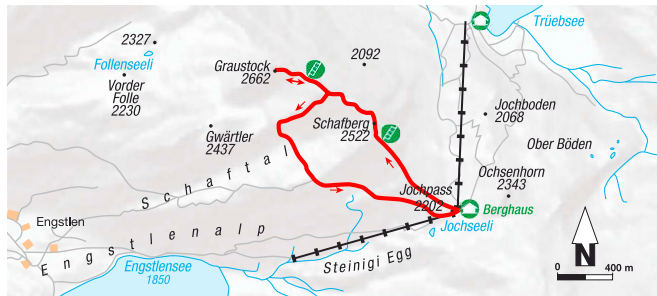 Trüebsee
2327
Follenseeli
Graustock
2662
2092
Vorder
Folle
2230
Jochboden
2068
Schafberg
2522
Gwärtler
2437
Ober Böden
Schaftal
Ochsenhorn
2343
Jochpass
2202
Berghaus
Engstlen
Jochseeli
Engstlenalp
Steinigi Egg
Engstlensee
1850
N
0 400 m